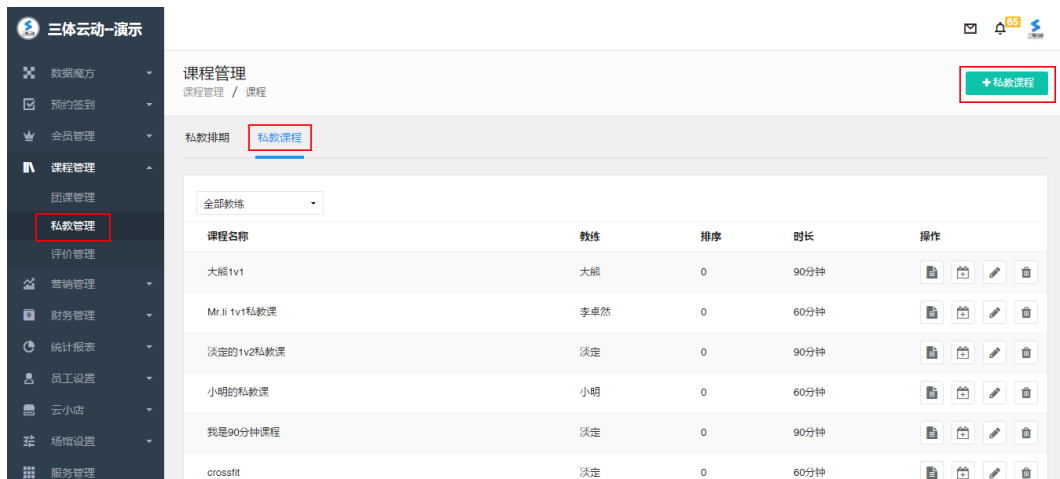 三体云动--演示
65
数据魔方
预约签到
会员管理
课程管理
团课管理
私教管理
评价管理
营销管理
财务管理
统计报表
员工设置
云小店
场馆设置
服务管理
课程管理
课程管理 / 课程
+私教课程
私教排期 私教课程
全部教练
课程名称 教练 排序 时长 操作
大熊1v1 大熊 0 90分钟
Mr.li 1v1私教课 李卓然 0 60分钟
淡定的1v2私教课 淡定 0 90分钟
小明的私教课 小明 0 60分钟
我是90分钟课程 淡定 0 90分钟
crossfit 淡定 0 60分钟